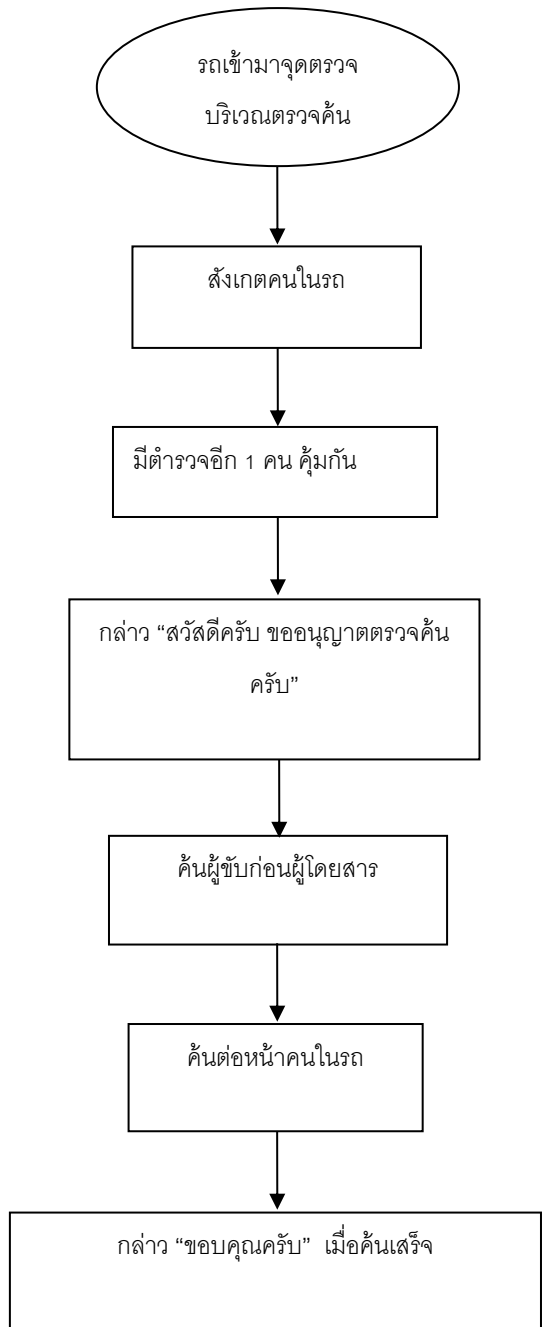 รถเข้ามาจุดตรวจ
บริเวณตรวจค้น
สังเกตคนในรถ
มีตำรวจอีก 1 คน คุ้มกัน
กล่าว “สวัสดีครับ ขออนุญาตตรวจค้น
ครับ”
ค้นผู้ขับก่อนผู้โดยสาร
ค้นต่อหน้าคนในรถ
กล่าว “ขอบคุณครับ” เมื่อค้นเสร็จ